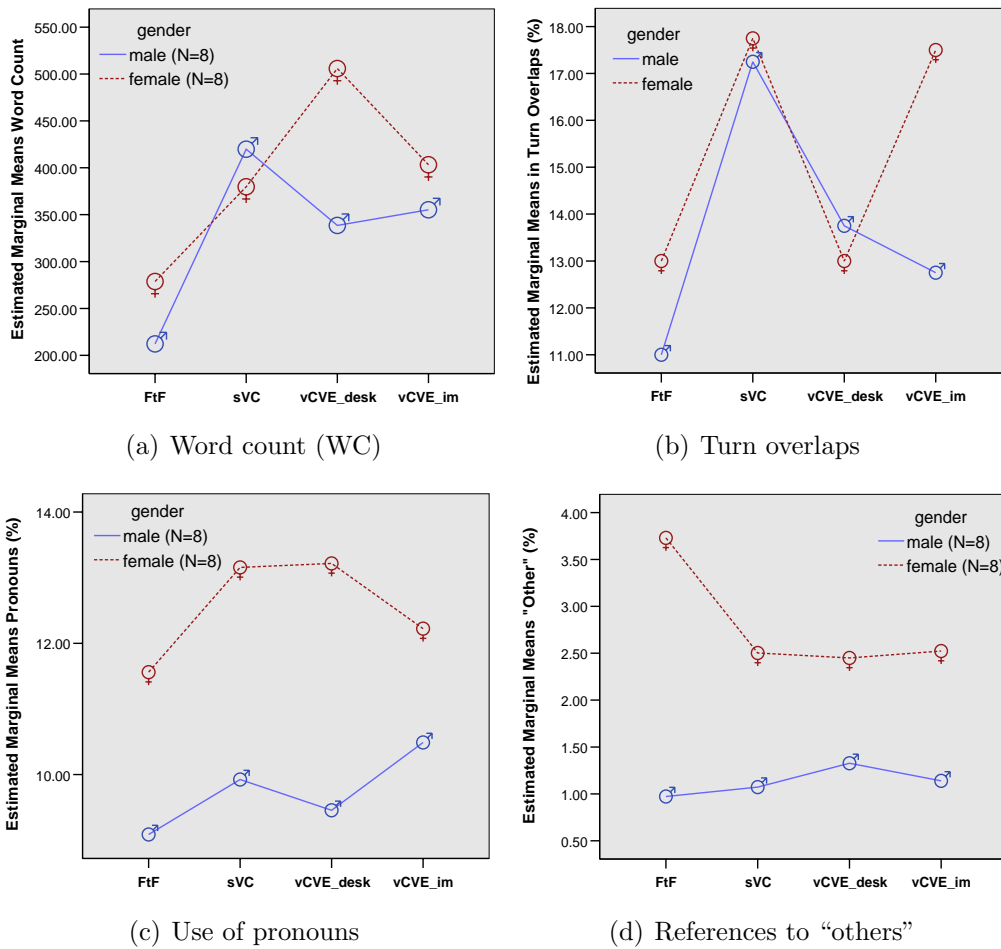 Estimated Marginal Means Word Count
550.00
500.00
450.00
400.00
350.00
300.00
250.00
200.00
gender
male (N=8)
female (N=8)
FtF sVC vCVE_desk vCVE_im
(a) Word count (WC)
Estimated Marginal Means in Turn Overlaps (%)
18.00
17.00
16.00
15.00
14.00
13.00
12.00
11.00
gender
male
female
FtF sVC vCVE_desk vCVE_im
(b) Turn overlaps
Estimated Marginal Means Pronouns (%)
14.00
12.00
10.00
gender
male (N=8)
female (N=8)
FtF sVC vCVE_desk vCVE_im
(c) Use of pronouns
Estimated Marginal Means "Other" (%)
4.00
3.50
3.00
2.50
2.00
1.50
1.00
0.50
gender
male (N=8)
female (N=8)
FtF sVC vCVE_desk vCVE_im
(d) References to “others”